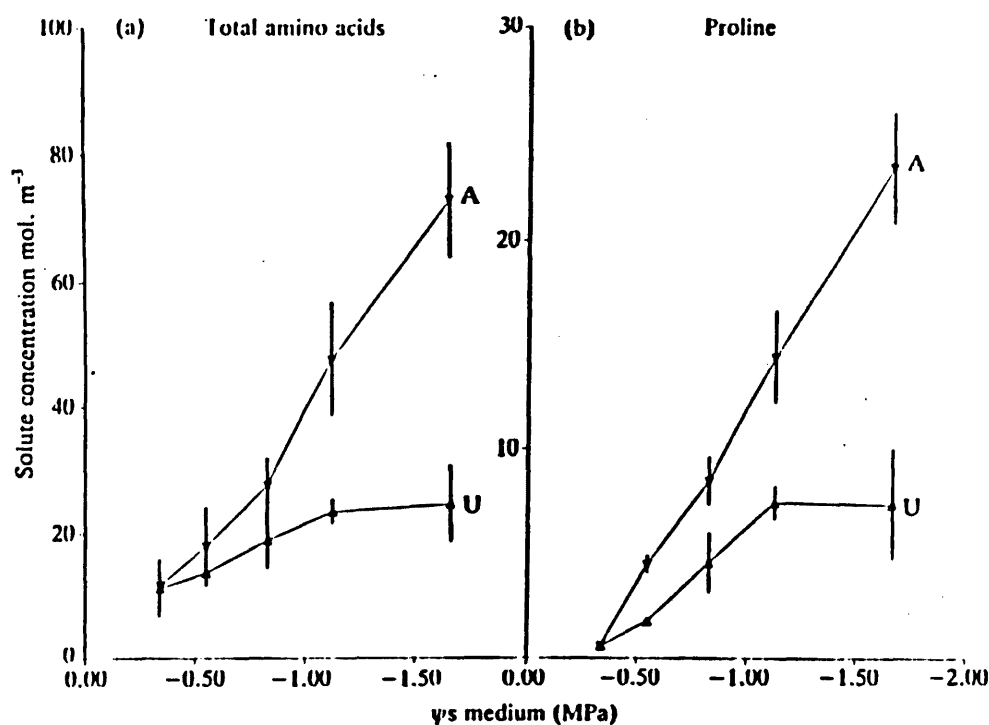 (a) Total amino acids
(b) Proline
Solute concentration mol. m⁻³
100
80
60
40
20
0
30
20
10
A
U
A
U
0.00 −0.50 −1.00 −1.50 0.00 −0.50 −1.00 −1.50 −2.00
y's medium (MPa)